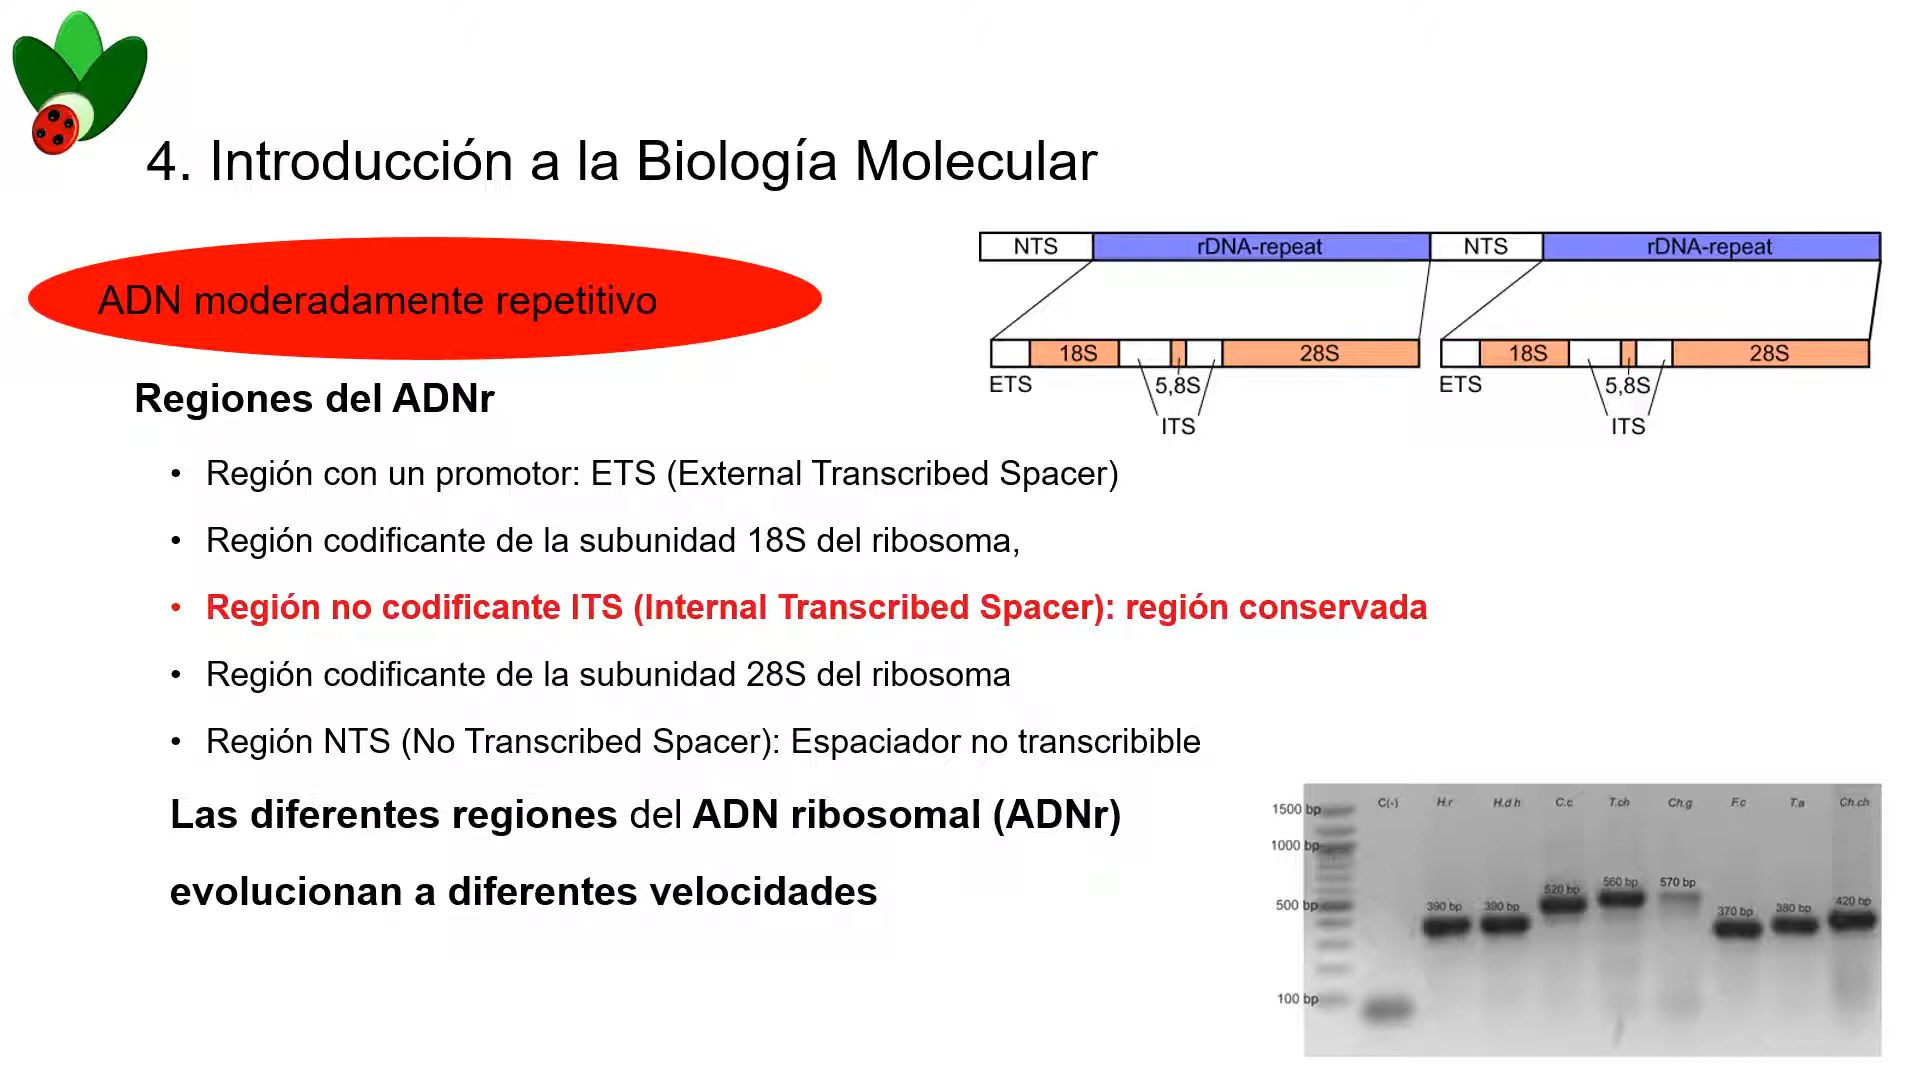 4. Introducción a la Biología Molecular
ADN moderadamente repetitivo
NTS rDNA-repeat NTS rDNA-repeat
18S 28S 18S 28S
ETS 5,8S ETS 5,8S
ITS ITS
Regiones del ADNr
• Región con un promotor: ETS (External Transcribed Spacer)
• Región codificante de la subunidad 18S del ribosoma,
• Región no codificante ITS (Internal Transcribed Spacer): región conservada
• Región codificante de la subunidad 28S del ribosoma
• Región NTS (No Transcribed Spacer): Espaciador no transcribible
Las diferentes regiones del ADN ribosomal (ADNr)
evolucionan a diferentes velocidades
C(-) H.r H.d h C.c T.ch Ch.g F.c T.a Ch.ch
1500 bp
1000 bp
500 bp
100 bp
390 bp 390 bp 520 bp 560 bp 570 bp 370 bp 380 bp 420 bp